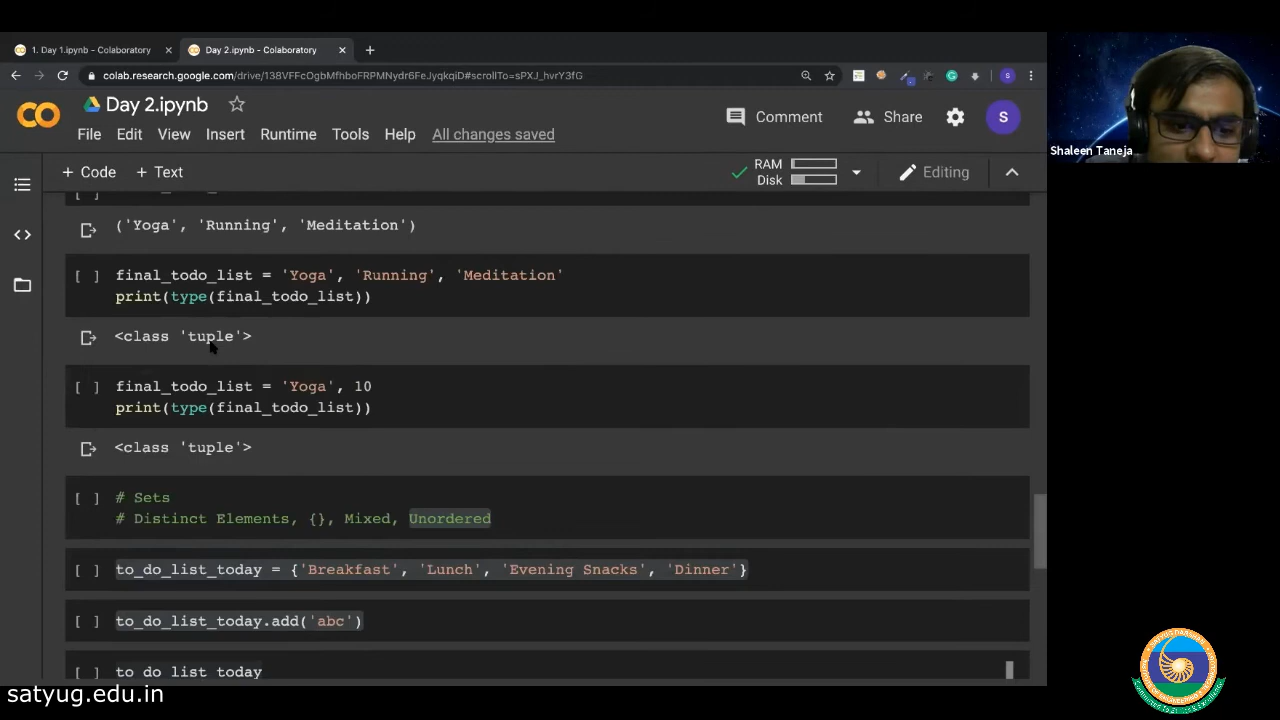 1. Day 1.ipynb - Colaboratory
Day 2.ipynb - Colaboratory
colab.research.google.com/drive/138VFFcOgbMfhboFRPMNydr6FeJyqkqiD#scrollTo=sPXJ_hvrY3fG
S
Day 2.ipynb
Comment
Share
S
File Edit View Insert Runtime Tools Help All changes saved
Shaleen Taneja
+ Code + Text
RAM
Disk
Editing
('Yoga', 'Running', 'Meditation')
[ ] final_todo_list = 'Yoga', 'Running', 'Meditation'
print(type(final_todo_list))
<class 'tuple'>
[ ] final_todo_list = 'Yoga', 10
print(type(final_todo_list))
<class 'tuple'>
[ ] # Sets
# Distinct Elements, {}, Mixed, Unordered
[ ] to_do_list_today = {'Breakfast', 'Lunch', 'Evening Snacks', 'Dinner'}
[ ] to_do_list_today.add('abc')
[ ] to_do_list_today
satyug.edu.in